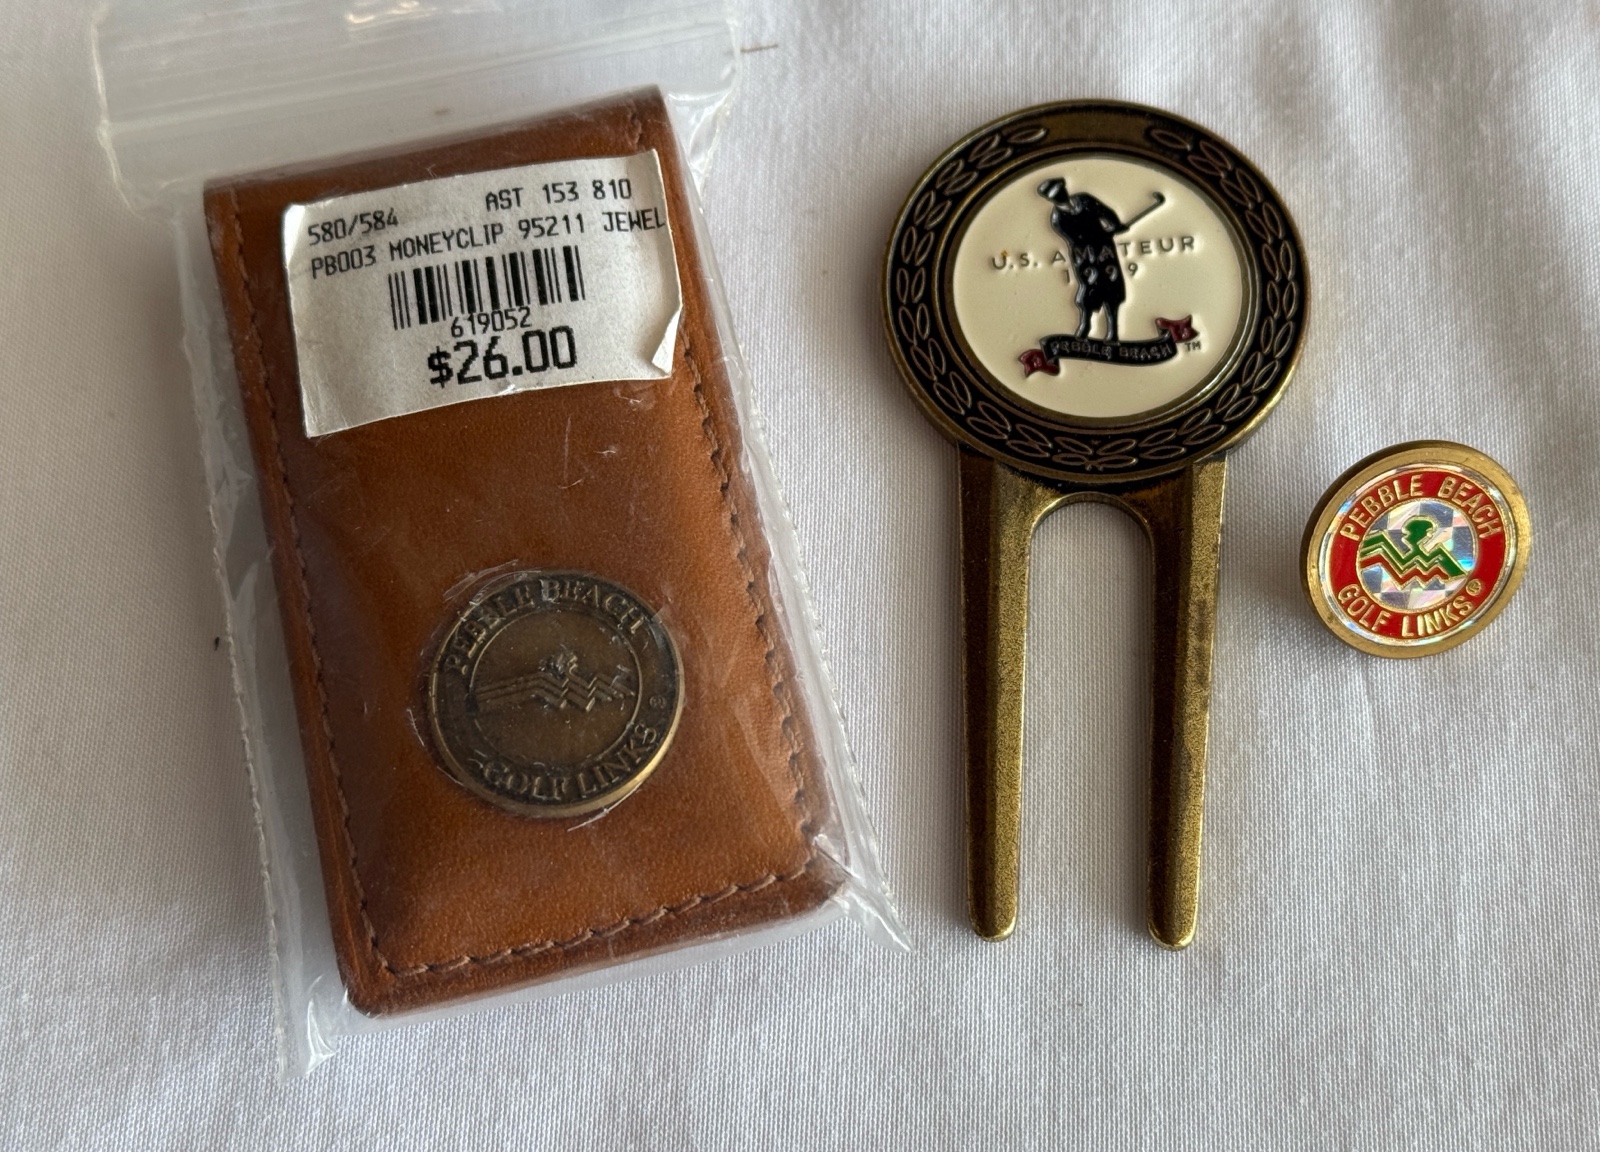 580/584 AST 153 810
PB003 MONEYCLIP 95211 JEWEL
619052
$26.00
PEBBLE BEACH
GOLF LINKS ®
U.S. AMATEUR
1999
PEBBLE BEACH ™
PEBBLE BEACH
GOLF LINKS ®